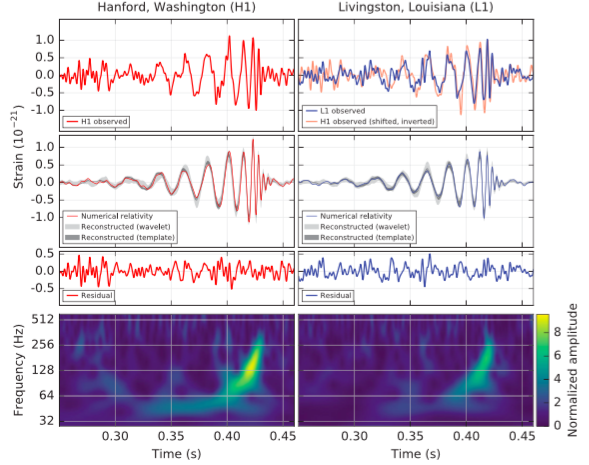 Hanford, Washington (H1)
Livingston, Louisiana (L1)
Strain (10−21)
1.0
0.5
0.0
-0.5
-1.0
H1 observed
L1 observed
H1 observed (shifted, inverted)
1.0
0.5
0.0
-0.5
-1.0
Numerical relativity
Reconstructed (wavelet)
Reconstructed (template)
Numerical relativity
Reconstructed (wavelet)
Reconstructed (template)
0.5
0.0
-0.5
Residual
Residual
Frequency (Hz)
512
256
128
64
32
Normalized amplitude
8
6
4
2
0
0.30
0.35
0.40
0.45
0.30
0.35
0.40
0.45
Time (s)
Time (s)